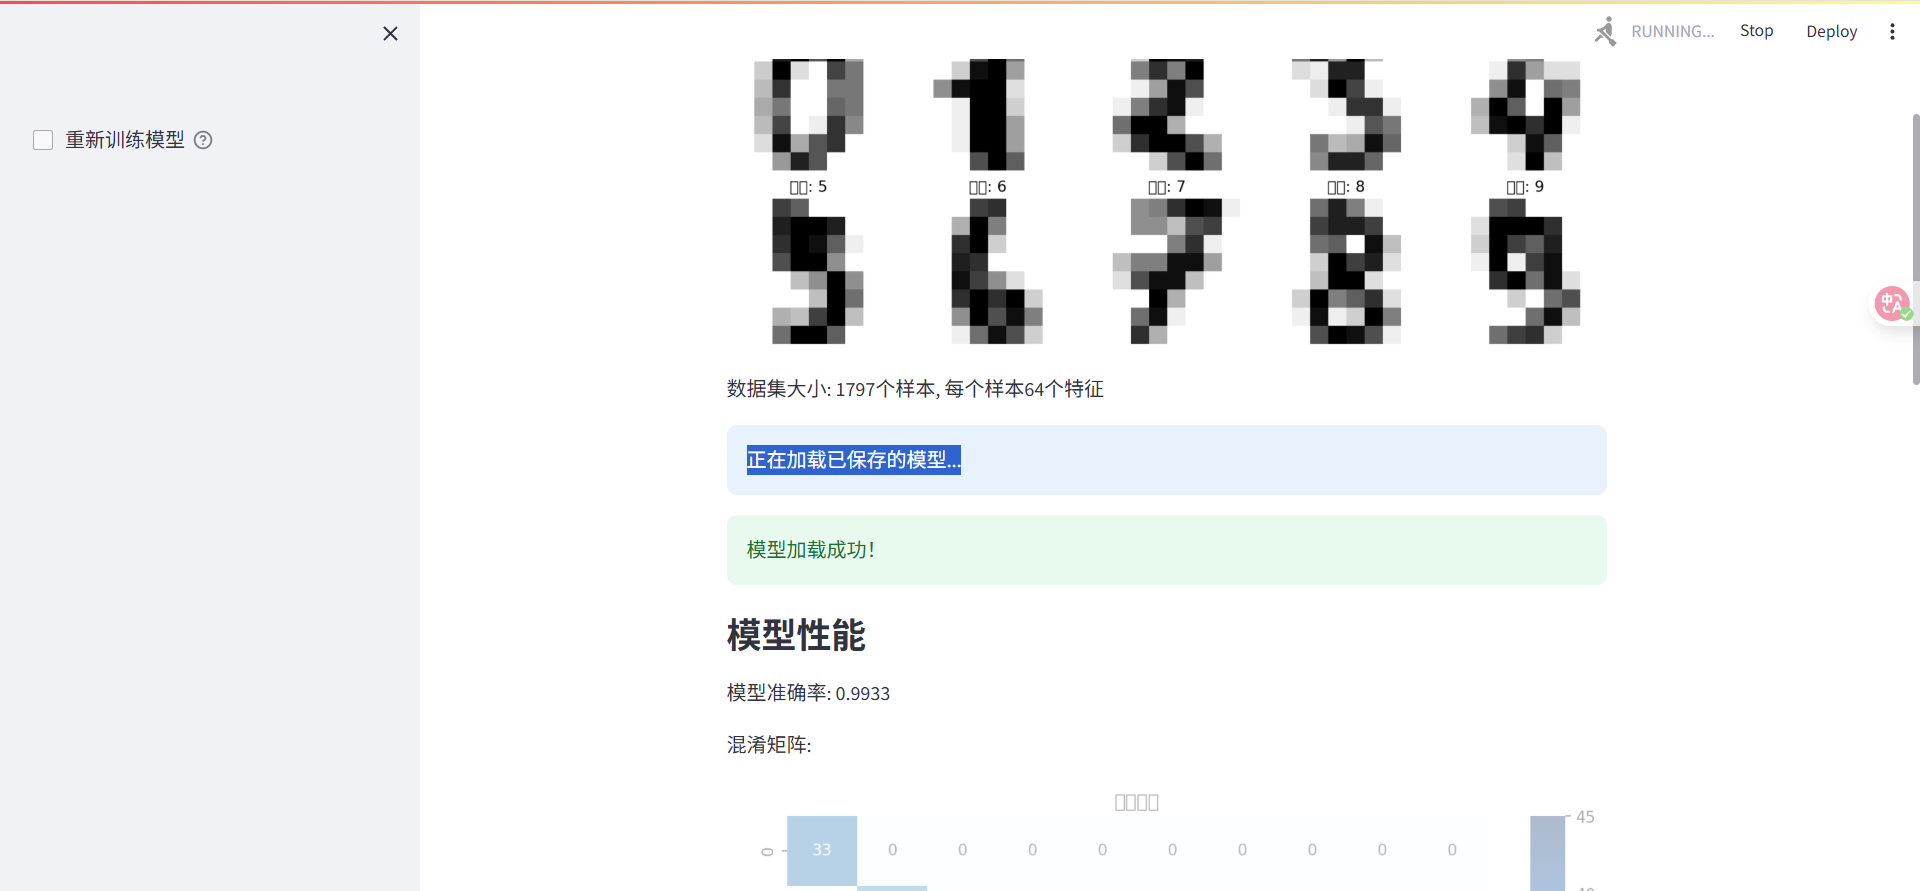 RUNNING...
Stop
Deploy
重新训练模型
: 5
: 6
: 7
: 8
: 9
数据集大小: 1797个样本, 每个样本64个特征
正在加载已保存的模型...
模型加载成功!
模型性能
模型准确率: 0.9933
混淆矩阵:
45
0
33 0 0 0 0 0 0 0 0 0